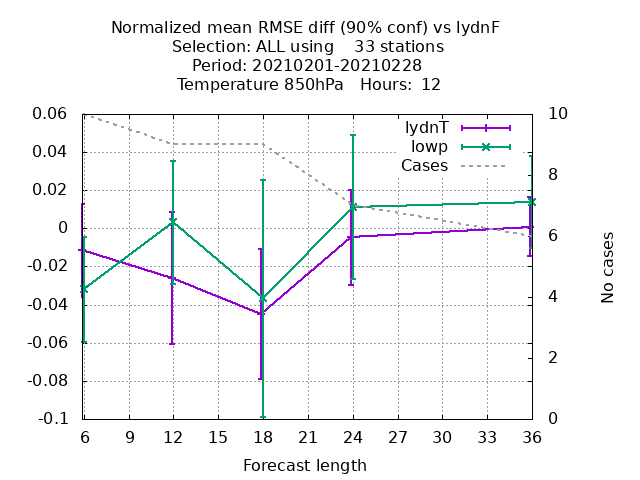 Normalized mean RMSE diff (90% conf) vs lydnF
Selection: ALL using    33 stations
Period: 20210201-20210228
Temperature 850hPa   Hours:  12
lydnT
lowp
Cases
0.06
0.04
0.02
0
-0.02
-0.04
-0.06
-0.08
-0.1
10
8
6
4
2
0
No cases
6 9 12 15 18 21 24 27 30 33 36
Forecast length